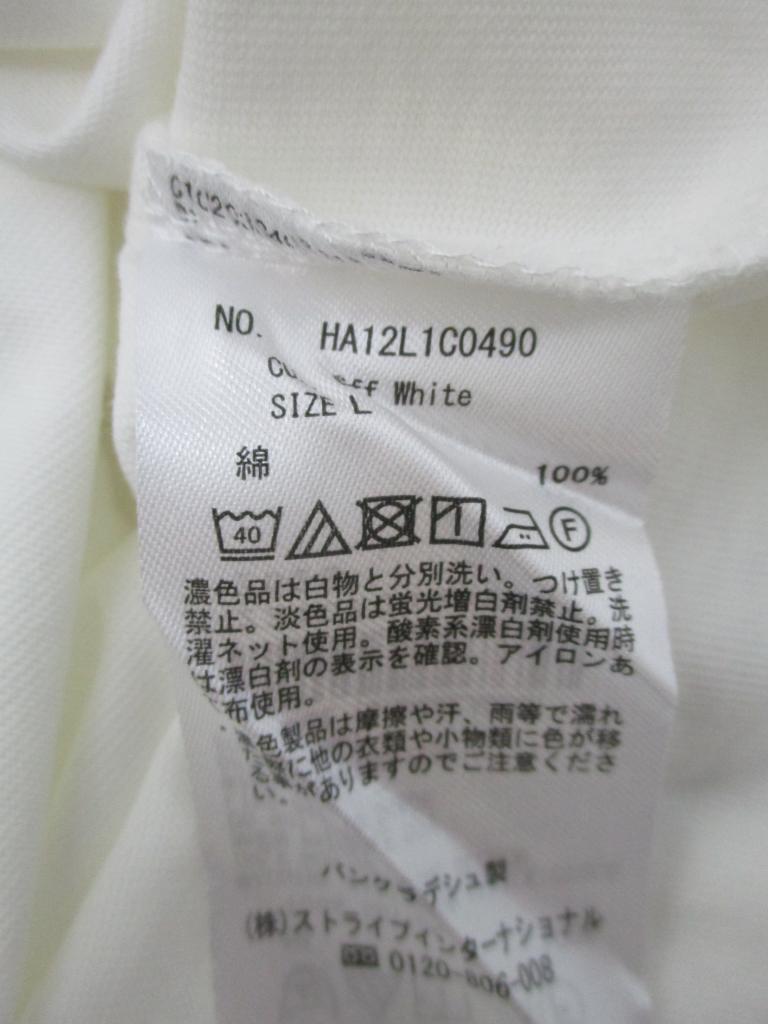 NO. HA12L1C0490
White
SIZE L
綿 100%
40 F
濃色品は白物と分別洗い。つけ置き
禁止。淡色品は蛍光増白剤禁止。洗
濯ネット使用。酸素系漂白剤使用時
は漂白剤の表示を確認。アイロンあ
布使用。
色製品は摩擦や汗、雨等で濡れ
に他の衣類や小物類に色が移
がありますのでご注意くださ
い。
バングラデシュ製
(株)ストライプインターナショナル
0120-806-008